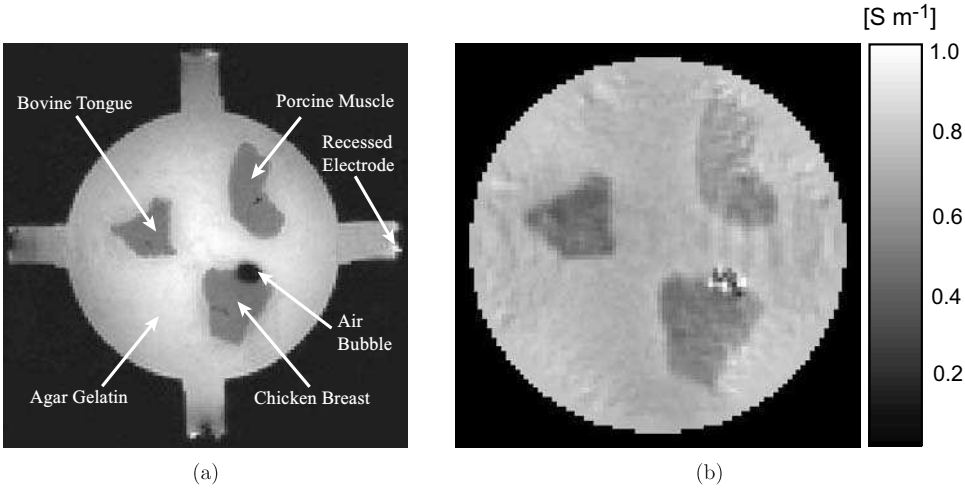 [S m-1]
Bovine Tongue
Porcine Muscle
Recessed
Electrode
Air
Bubble
Agar Gelatin
Chicken Breast
1.0
0.8
0.6
0.4
0.2
(a)
(b)